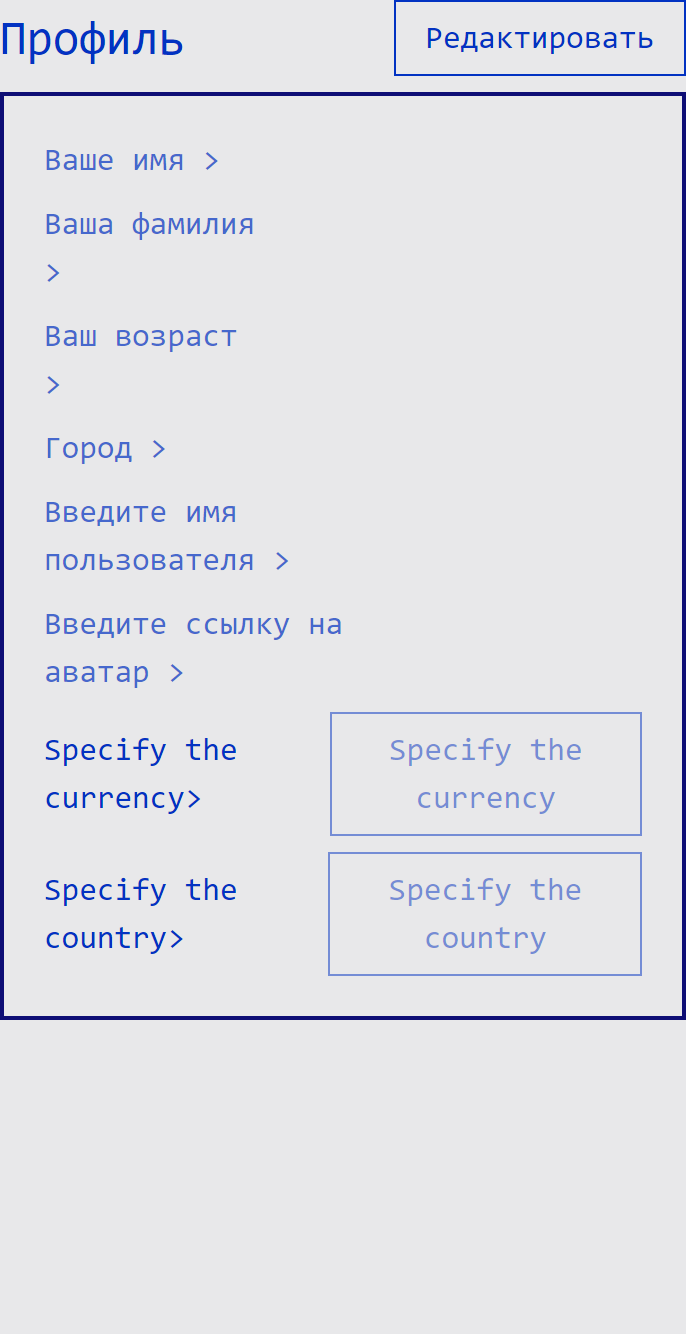 Профиль
Редактировать
Ваше имя >
Ваша фамилия
>
Ваш возраст
>
Город >
Введите имя
пользователя >
Введите ссылку на
аватар >
Specify the
currency>
Specify the
currency
Specify the
country>
Specify the
country